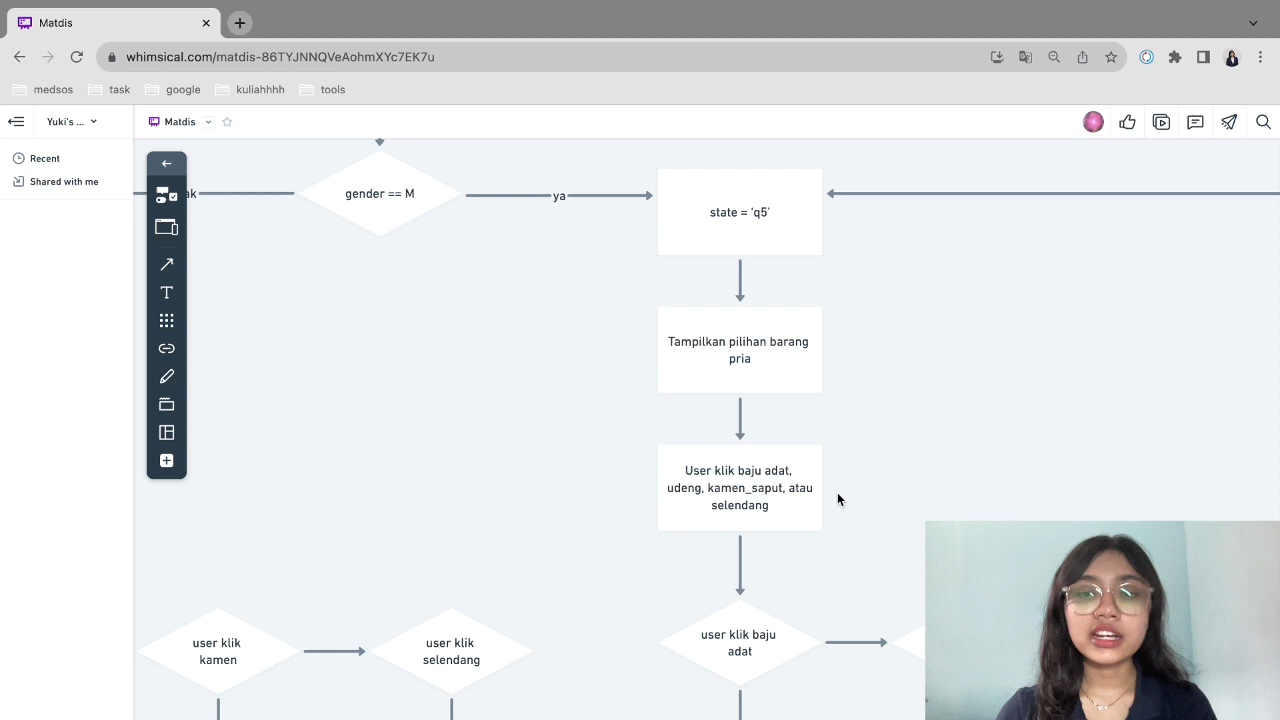 Matdis
whimsical.com/matdis-86TYJNNQVeAohmXYc7EK7u
medsos
task
google
kuliahhhh
tools
Yuki's ...
Matdis
Recent
Shared with me
ak
gender == M
ya
state = ‘q5’
Tampilkan pilihan barang
pria
User klik baju adat,
udeng, kamen_saput, atau
selendang
user klik
kamen
user klik
selendang
user klik baju
adat